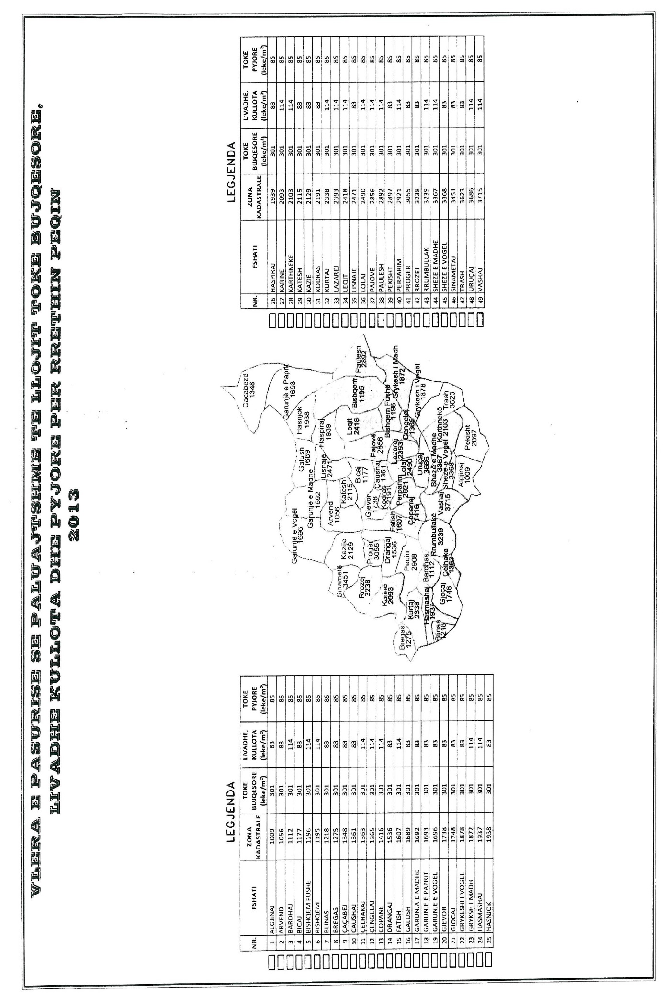 VLERA E PASURISE SE PALUAJTSHME TE LLOJIT TOKE BUJQESORE,
LIVADHE KULLOTA DHE PYJORE PER RRETHIN PEQIN
2013
LEGJENDA
NR. FSHATI ZONA KADASTRALE TOKE BUJQESORE (leke/m²) LIVADHE, KULLOTA (leke/m²) TOKE PYJORE (leke/m²)
1 ALGJINAJ 1009 301 83 85
2 ARVEND 1056 301 83 85
3 BARDHAJ 1112 301 114 85
4 BICAJ 1177 301 83 85
5 BISHQEM FUSHE 1196 301 114 85
6 BISHQEMI 1195 301 114 85
7 BLINAS 1218 301 83 85
8 BREGAS 1275 301 83 85
9 ÇAÇABEJ 1348 301 83 85
10 CAUSHAJ 1361 301 83 85
11 ÇELHAKAJ 1363 301 114 85
12 ÇENGELAJ 1365 301 114 85
13 COPANE 1416 301 114 85
14 DRANGAJ 1536 301 83 85
15 FATISH 1607 301 114 85
16 GALUSH 1689 301 83 85
17 GARUNJA E MADHE 1692 301 83 85
18 GARUNJE E PAPRIT 1693 301 83 85
19 GARUNJE E VOGEL 1696 301 83 85
20 GJEVOR 1738 301 83 85
21 GJOCAJ 1748 301 83 85
22 GRYKESHI I VOGEL 1878 301 83 85
23 GRYKSH I MADH 1872 301 114 85
24 HASMASHAJ 1937 301 114 85
25 HASNJOK 1938 301 83 85
Cacabezë
1348
Garunjë e Paprit
1693
Hasnjok
1938
Haspiraj
1939
Galush
1689
Lisnajë
2471
Garunjë e Madhe
1692
Garunjë e Vogël
1696
Arvend
1056
Katesh
2115
Bicaj
1177
Leqit
2418
Bishqem
1195
Paulesh
2892
Bishqem Fushë
1196
Grykesh i Madh
1872
Grykesh i Vogël
1878
Cengelaj
1365
Pajovë
2856
Lazarej
2393
Caushaj
1361
Lolaj
2490
Gjevor
1738
Kodras
2191
Perparim
2921
Uruçaj
3686
Fatish
1607
Çopanaj
1416
Kazije
2129
Progër
3055
Drangaj
1536
Sinametë
3451
Rrozej
3238
Karinë
2093
Peqin
2908
Kurtaj
2338
Bregas
1275
Hasmashaj
1937
Blinas
1218
Gjoçaj
1748
Bardhas
1112
Çelhake
1363
Rrumbullakë
3239
Vashaj
3715
Shezë e Madhe
3367
Shezë e Vogël
3368
Karthnekë
2103
Trash
3623
Pekisht
2897
Algjinaj
1009
LEGJENDA
NR. FSHATI ZONA KADASTRALE TOKE BUJQESORE (leke/m²) LIVADHE, KULLOTA (leke/m²) TOKE PYJORE (leke/m²)
26 HASPIRAJ 1939 301 83 85
27 KARINE 2093 301 114 85
28 KARTHNEKE 2103 301 114 85
29 KATESH 2115 301 83 85
30 KAZIE 2129 301 83 85
31 KODRAS 2191 301 83 85
32 KURTAJ 2338 301 114 85
33 LAZAREJ 2393 301 114 85
34 LEQIT 2418 301 114 85
35 LISNAJE 2471 301 83 85
36 LOLAJ 2490 301 114 85
37 PAJOVE 2856 301 114 85
38 PAULESH 2892 301 114 85
39 PEKISHT 2897 301 83 85
40 PERPARIM 2921 301 114 85
41 PROGER 3055 301 83 85
42 RROZEJ 3238 301 83 85
43 RRUMBULLAK 3239 301 114 85
44 SHEZE E MADHE 3367 301 114 85
45 SHEZE E VOGEL 3368 301 83 85
46 SINAMETAJ 3451 301 83 85
47 TRASH 3623 301 83 85
48 URUÇAJ 3686 301 114 85
49 VASHAJ 3715 301 114 85